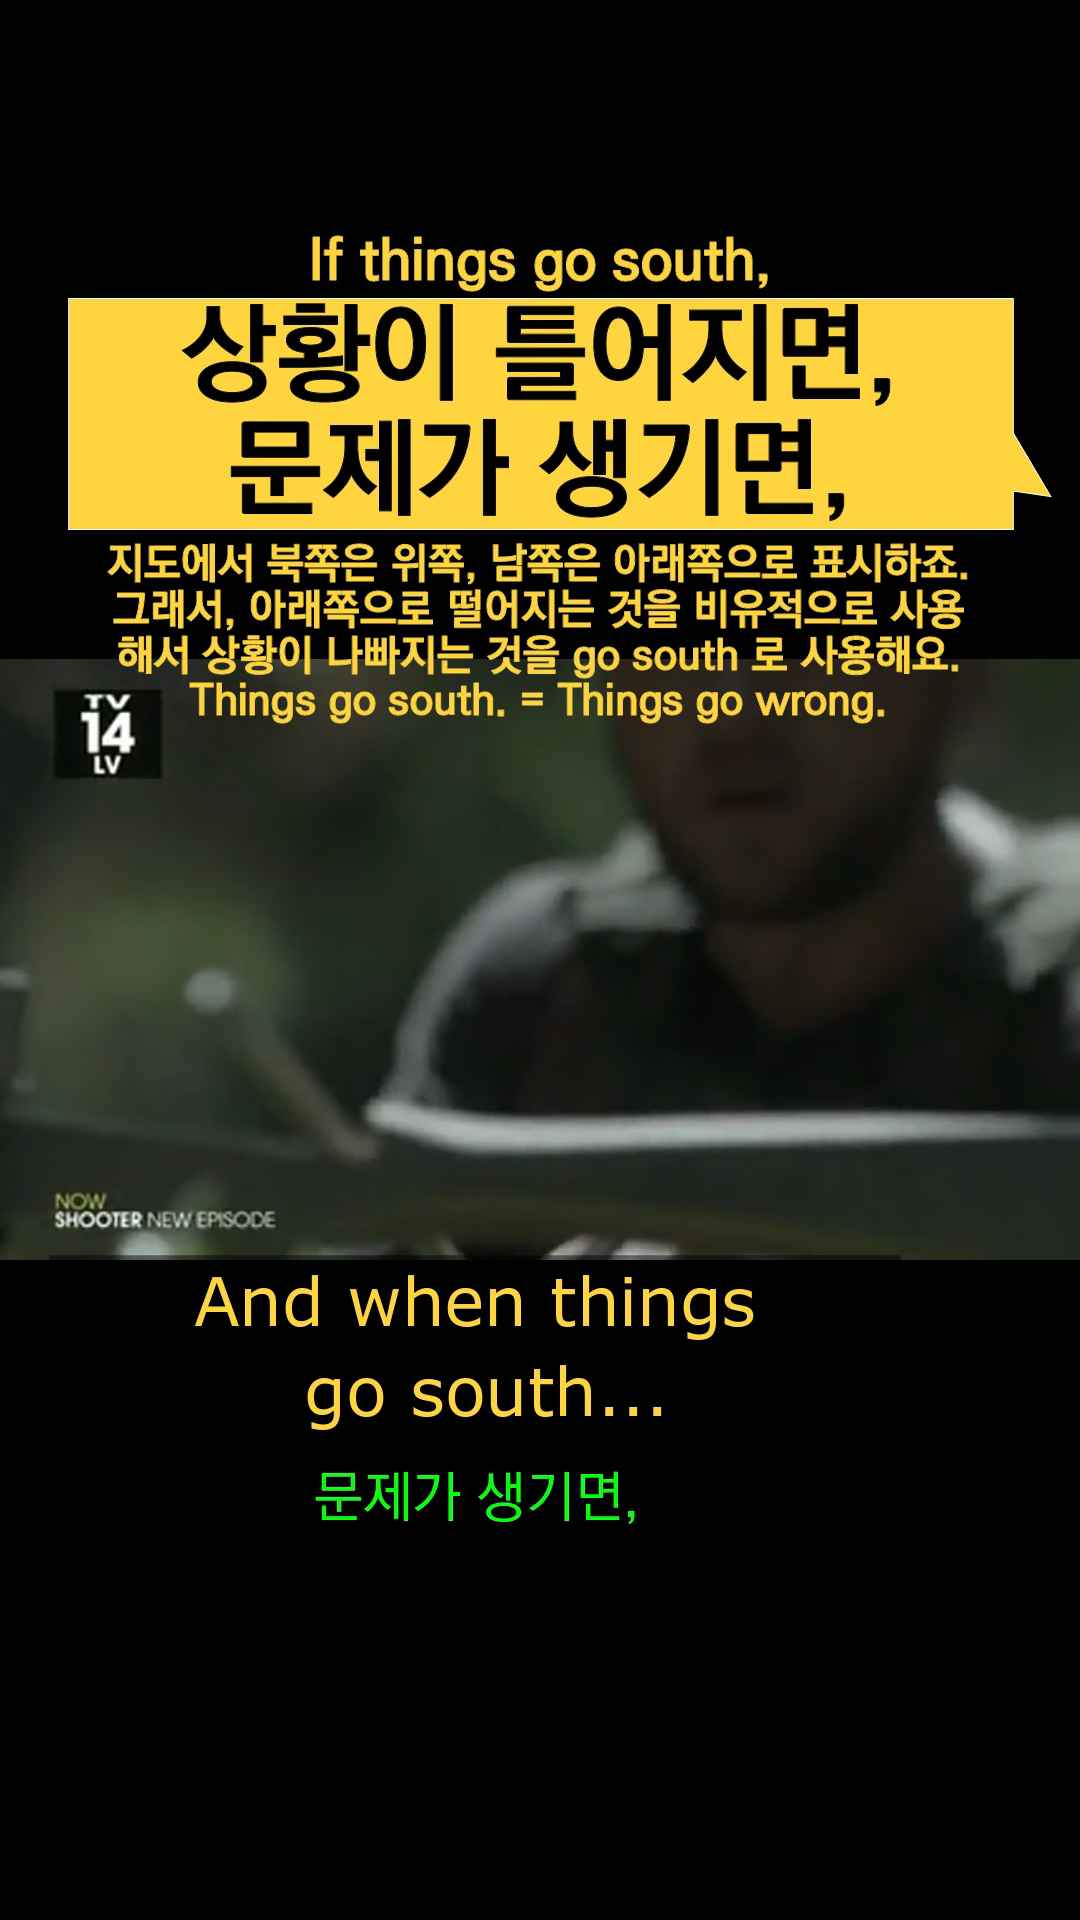 If things go south,
상황이 틀어지면,
문제가 생기면,
지도에서 북쪽은 위쪽, 남쪽은 아래쪽으로 표시하죠.
그래서, 아래쪽으로 떨어지는 것을 비유적으로 사용
해서 상황이 나빠지는 것을 go south 로 사용해요.
Things go south. = Things go wrong.
TV
14
LV
NOW
SHOOTER NEW EPISODE
And when things
go south...
문제가 생기면,